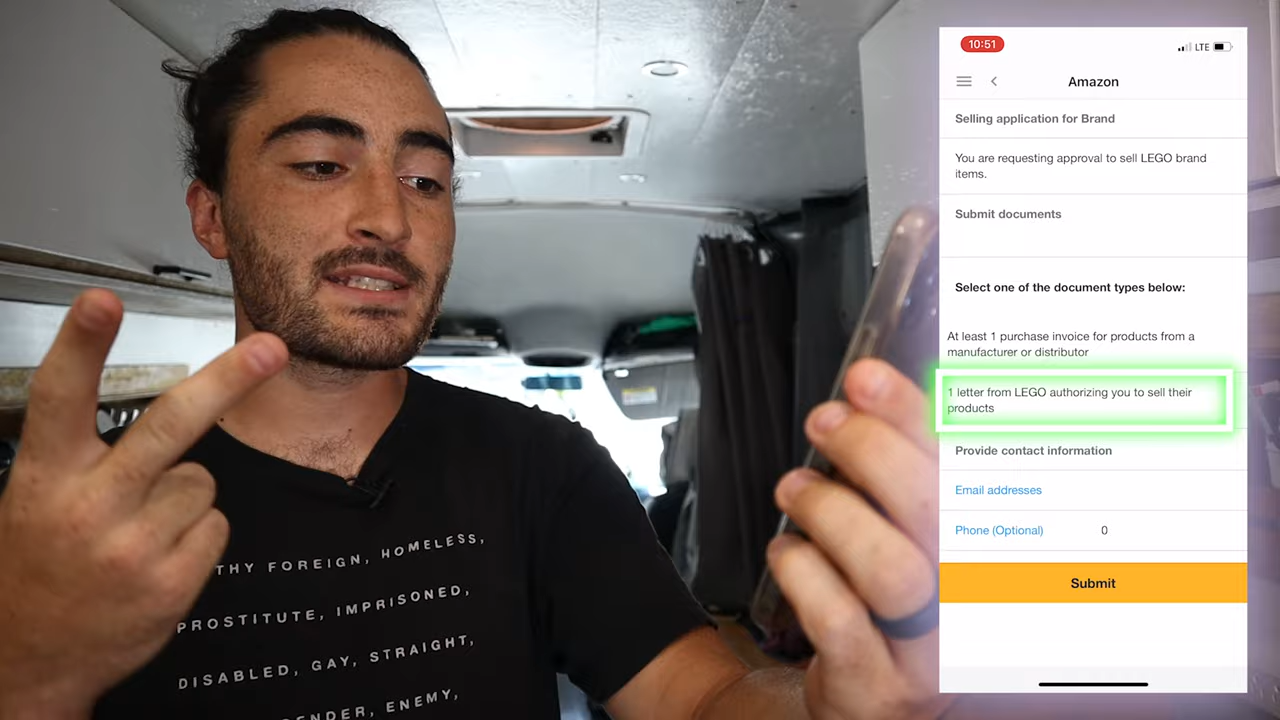 THY FOREIGN, HOMELESS,
PROSTITUTE, IMPRISONED,
DISABLED, GAY, STRAIGHT,
ENEMY,
10:51
LTE
Amazon
Selling application for Brand
You are requesting approval to sell LEGO brand
items.
Submit documents
Select one of the document types below:
At least 1 purchase invoice for products from a
manufacturer or distributor
1 letter from LEGO authorizing you to sell their
products
Provide contact information
Email addresses
Phone (Optional) 0
Submit